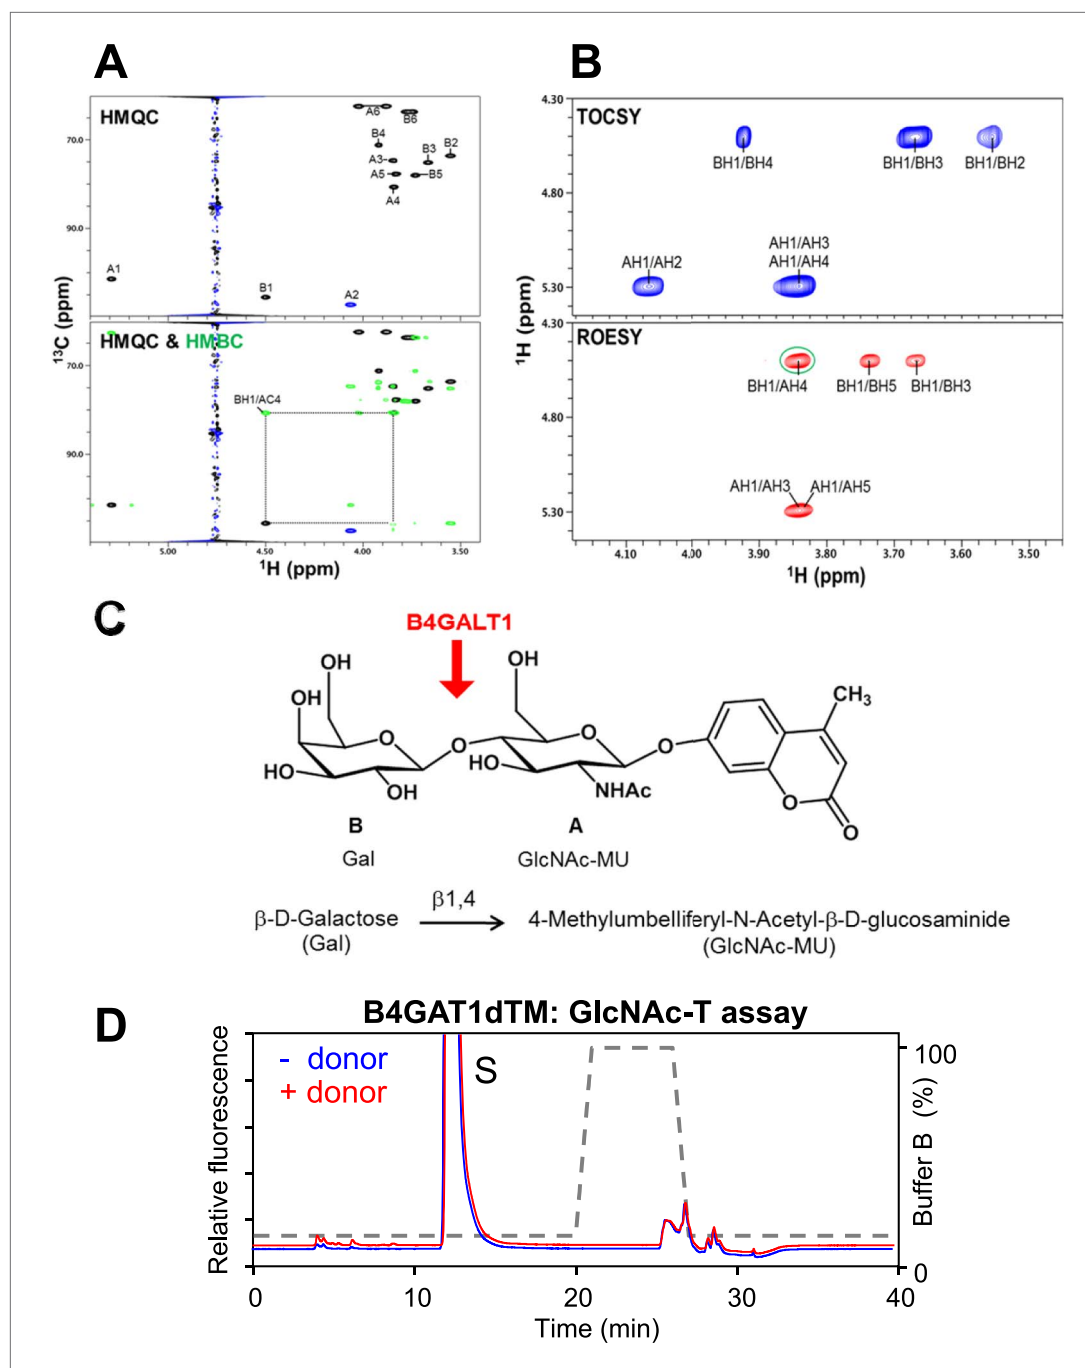 A
HMQC
A6
B6
B4
B3
B2
A3
A5
B5
A4
A1
B1
A2
70.0
90.0
HMQC & HMBC
BH1/AC4
70.0
90.0
13C (ppm)
5.00
4.50
4.00
3.50
1H (ppm)
B
4.30
TOCSY
BH1/BH4
BH1/BH3
BH1/BH2
4.80
AH1/AH3
AH1/AH2
AH1/AH4
5.30
4.30
ROESY
BH1/AH4
BH1/BH5
BH1/BH3
4.80
AH1/AH3
AH1/AH5
5.30
1H (ppm)
4.10
4.00
3.90
3.80
3.70
3.60
3.50
1H (ppm)
C
B4GALT1
OH
OH
OH
O
O
HO
OH
O
HO
NHAc
O
CH3
O
O
B
A
Gal
GlcNAc-MU
β1,4
β-D-Galactose
(Gal)
4-Methylumbelliferyl-N-Acetyl-β-D-glucosaminide
(GlcNAc-MU)
D
B4GAT1dTM: GlcNAc-T assay
- donor
+ donor
S
Relative fluorescence
100
0
Buffer B (%)
0
10
20
30
40
Time (min)